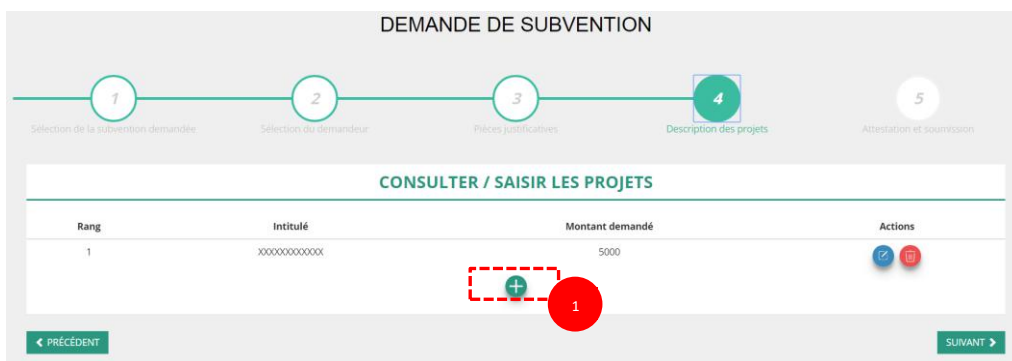 DEMANDE DE SUBVENTION
1 2 3 4 5
Sélection de la subvention demandée Sélection du demandeur Pièces justificatives Description des projets Attestation et soumission
CONSULTER / SAISIR LES PROJETS
Rang Intitulé Montant demandé Actions
1 XXXXXXXXXXXX 5000
1
PRÉCÉDENT SUIVANT